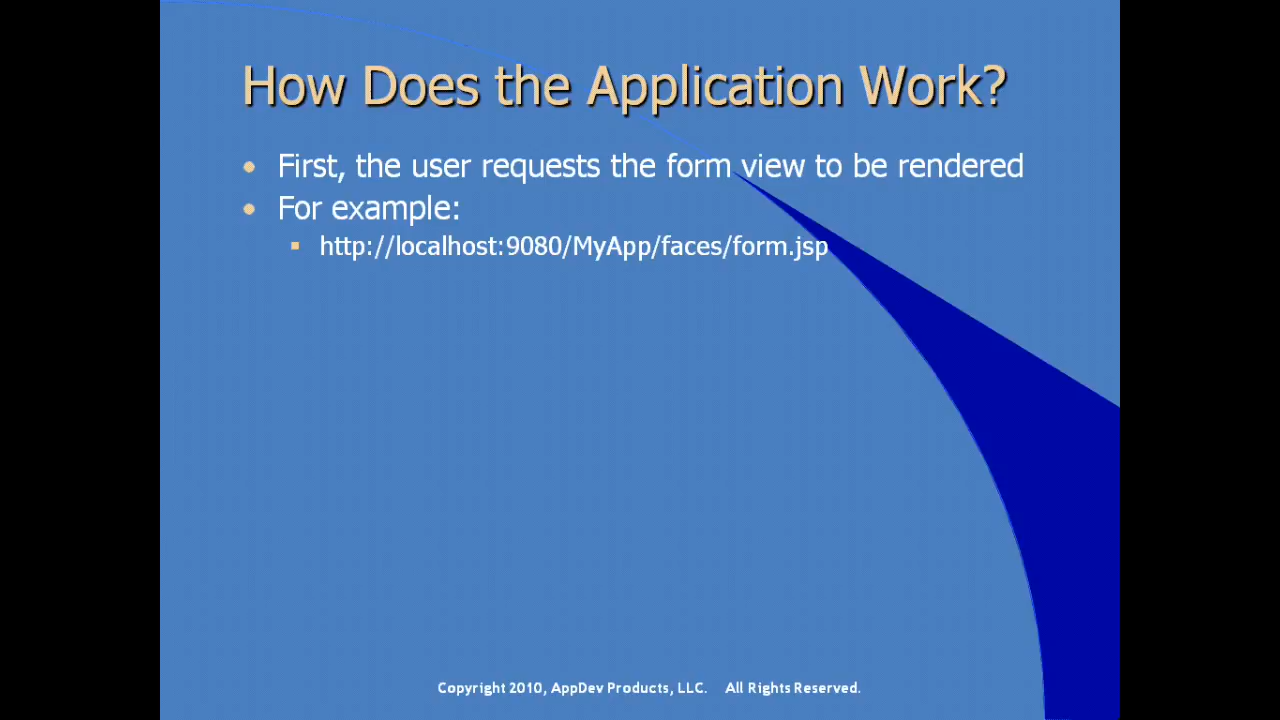 How Does the Application Work?
First, the user requests the form view to be rendered
For example:
http://localhost:9080/MyApp/faces/form.jsp
Copyright 2010, AppDev Products, LLC. All Rights Reserved.